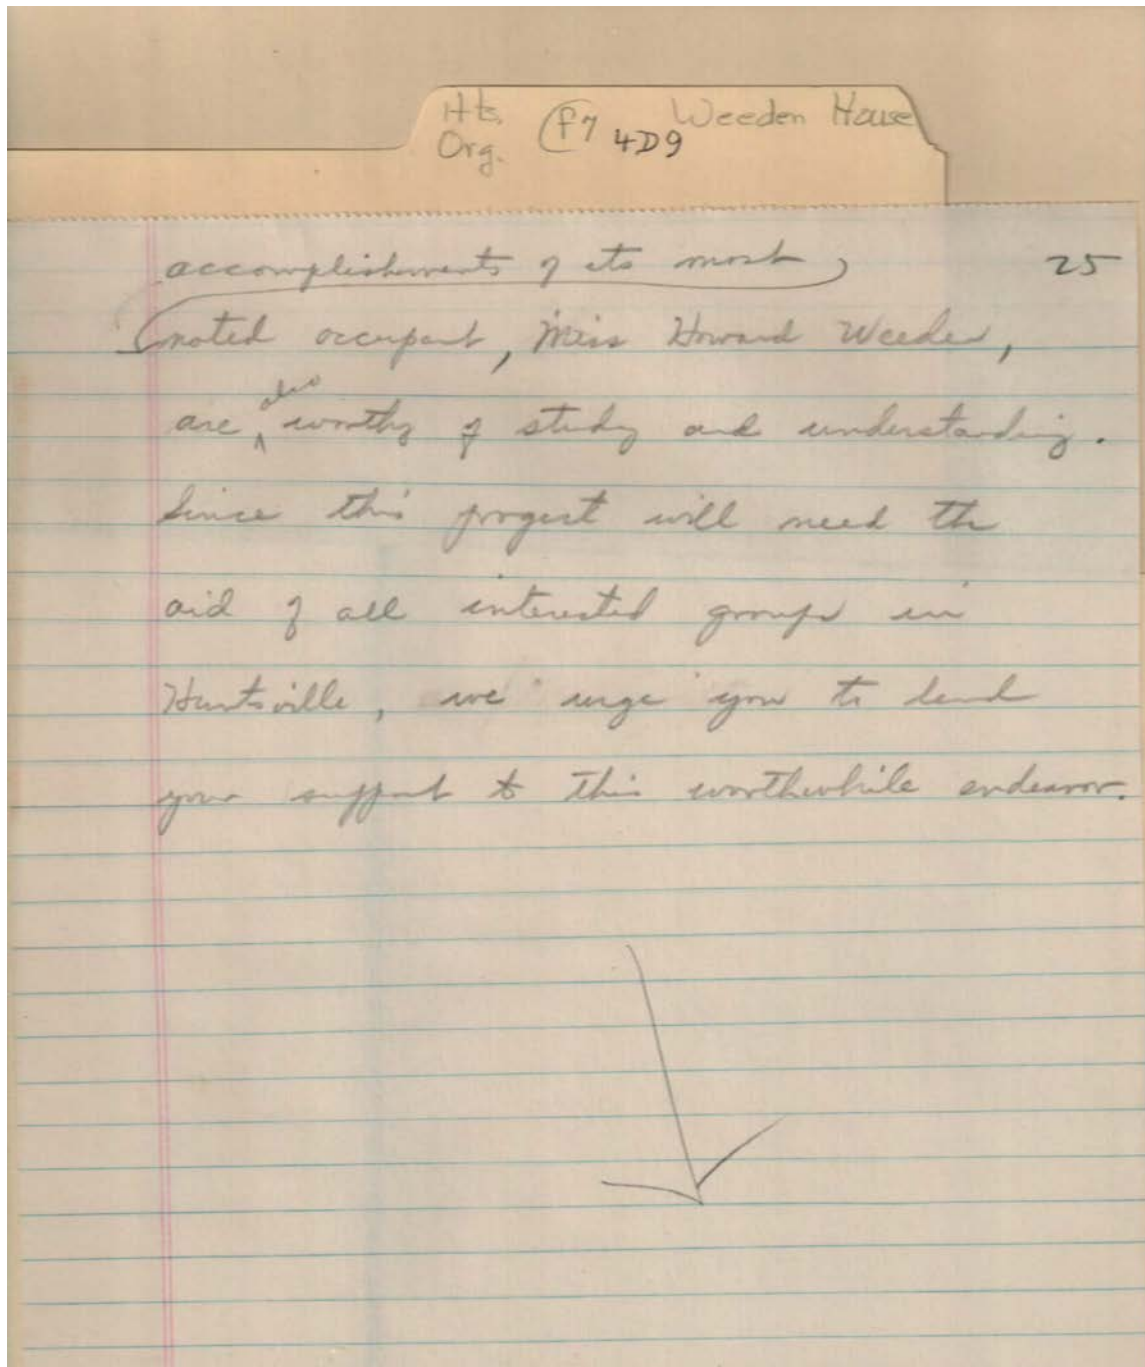 Hts. f7 4D9 Weeden House
Org.
accomplishments of its most 25
noted occupant, Miss Howard Weeden,
also
are worthy of study and understanding.
Since this project will need the
aid of all interested groups in
Huntsville, we urge you to lend
your support to this worthwhile endeavor.